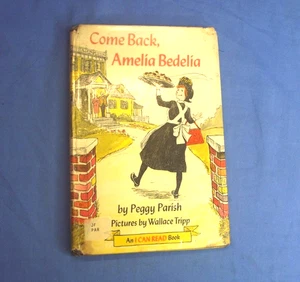 Come Back,
Amelia Bedelia
by Peggy Parish
Pictures by Wallace Tripp
An I CAN READ Book